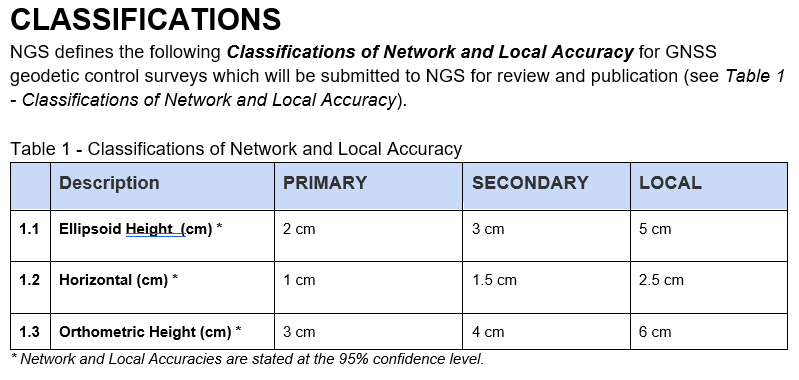 CLASSIFICATIONS
NGS defines the following Classifications of Network and Local Accuracy for GNSS
geodetic control surveys which will be submitted to NGS for review and publication (see Table 1
- Classifications of Network and Local Accuracy).
Table 1 - Classifications of Network and Local Accuracy
Description PRIMARY SECONDARY LOCAL
1.1 Ellipsoid Height (cm) * 2 cm 3 cm 5 cm
1.2 Horizontal (cm) * 1 cm 1.5 cm 2.5 cm
1.3 Orthometric Height (cm) * 3 cm 4 cm 6 cm
* Network and Local Accuracies are stated at the 95% confidence level.